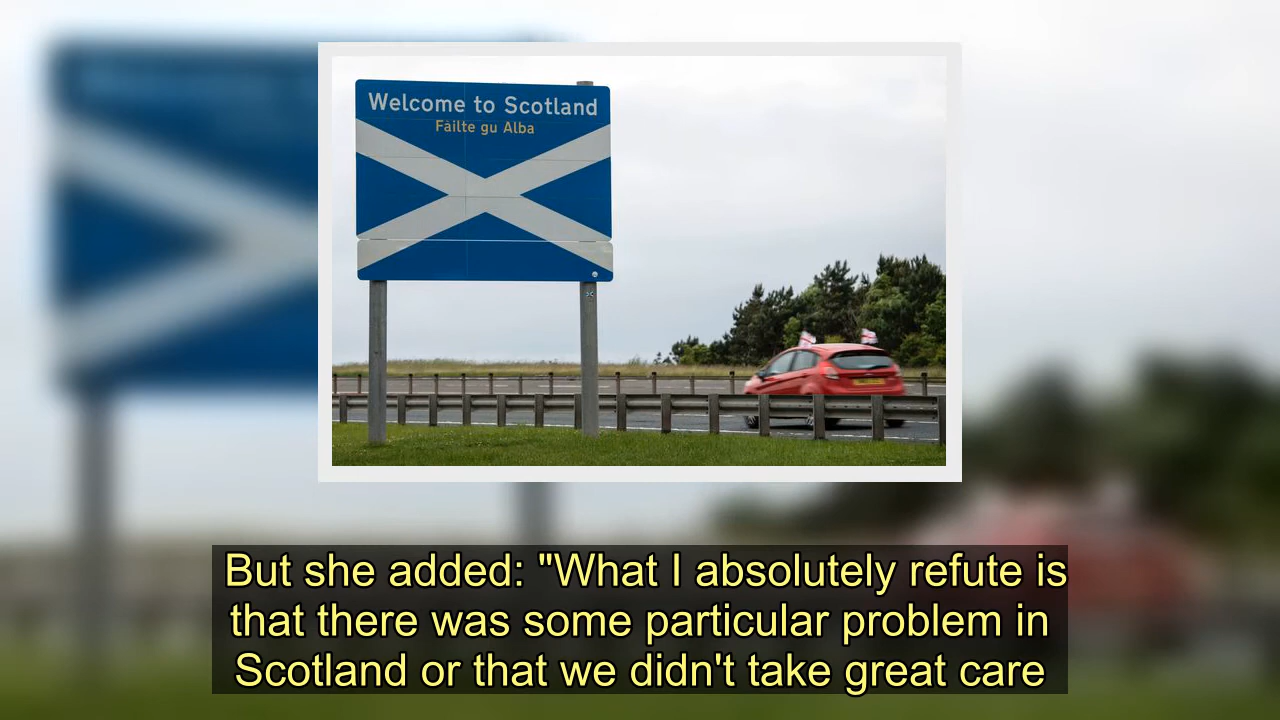 Welcome to Scotland
Fàilte gu Alba
But she added: "What I absolutely refute is
that there was some particular problem in
Scotland or that we didn't take great care